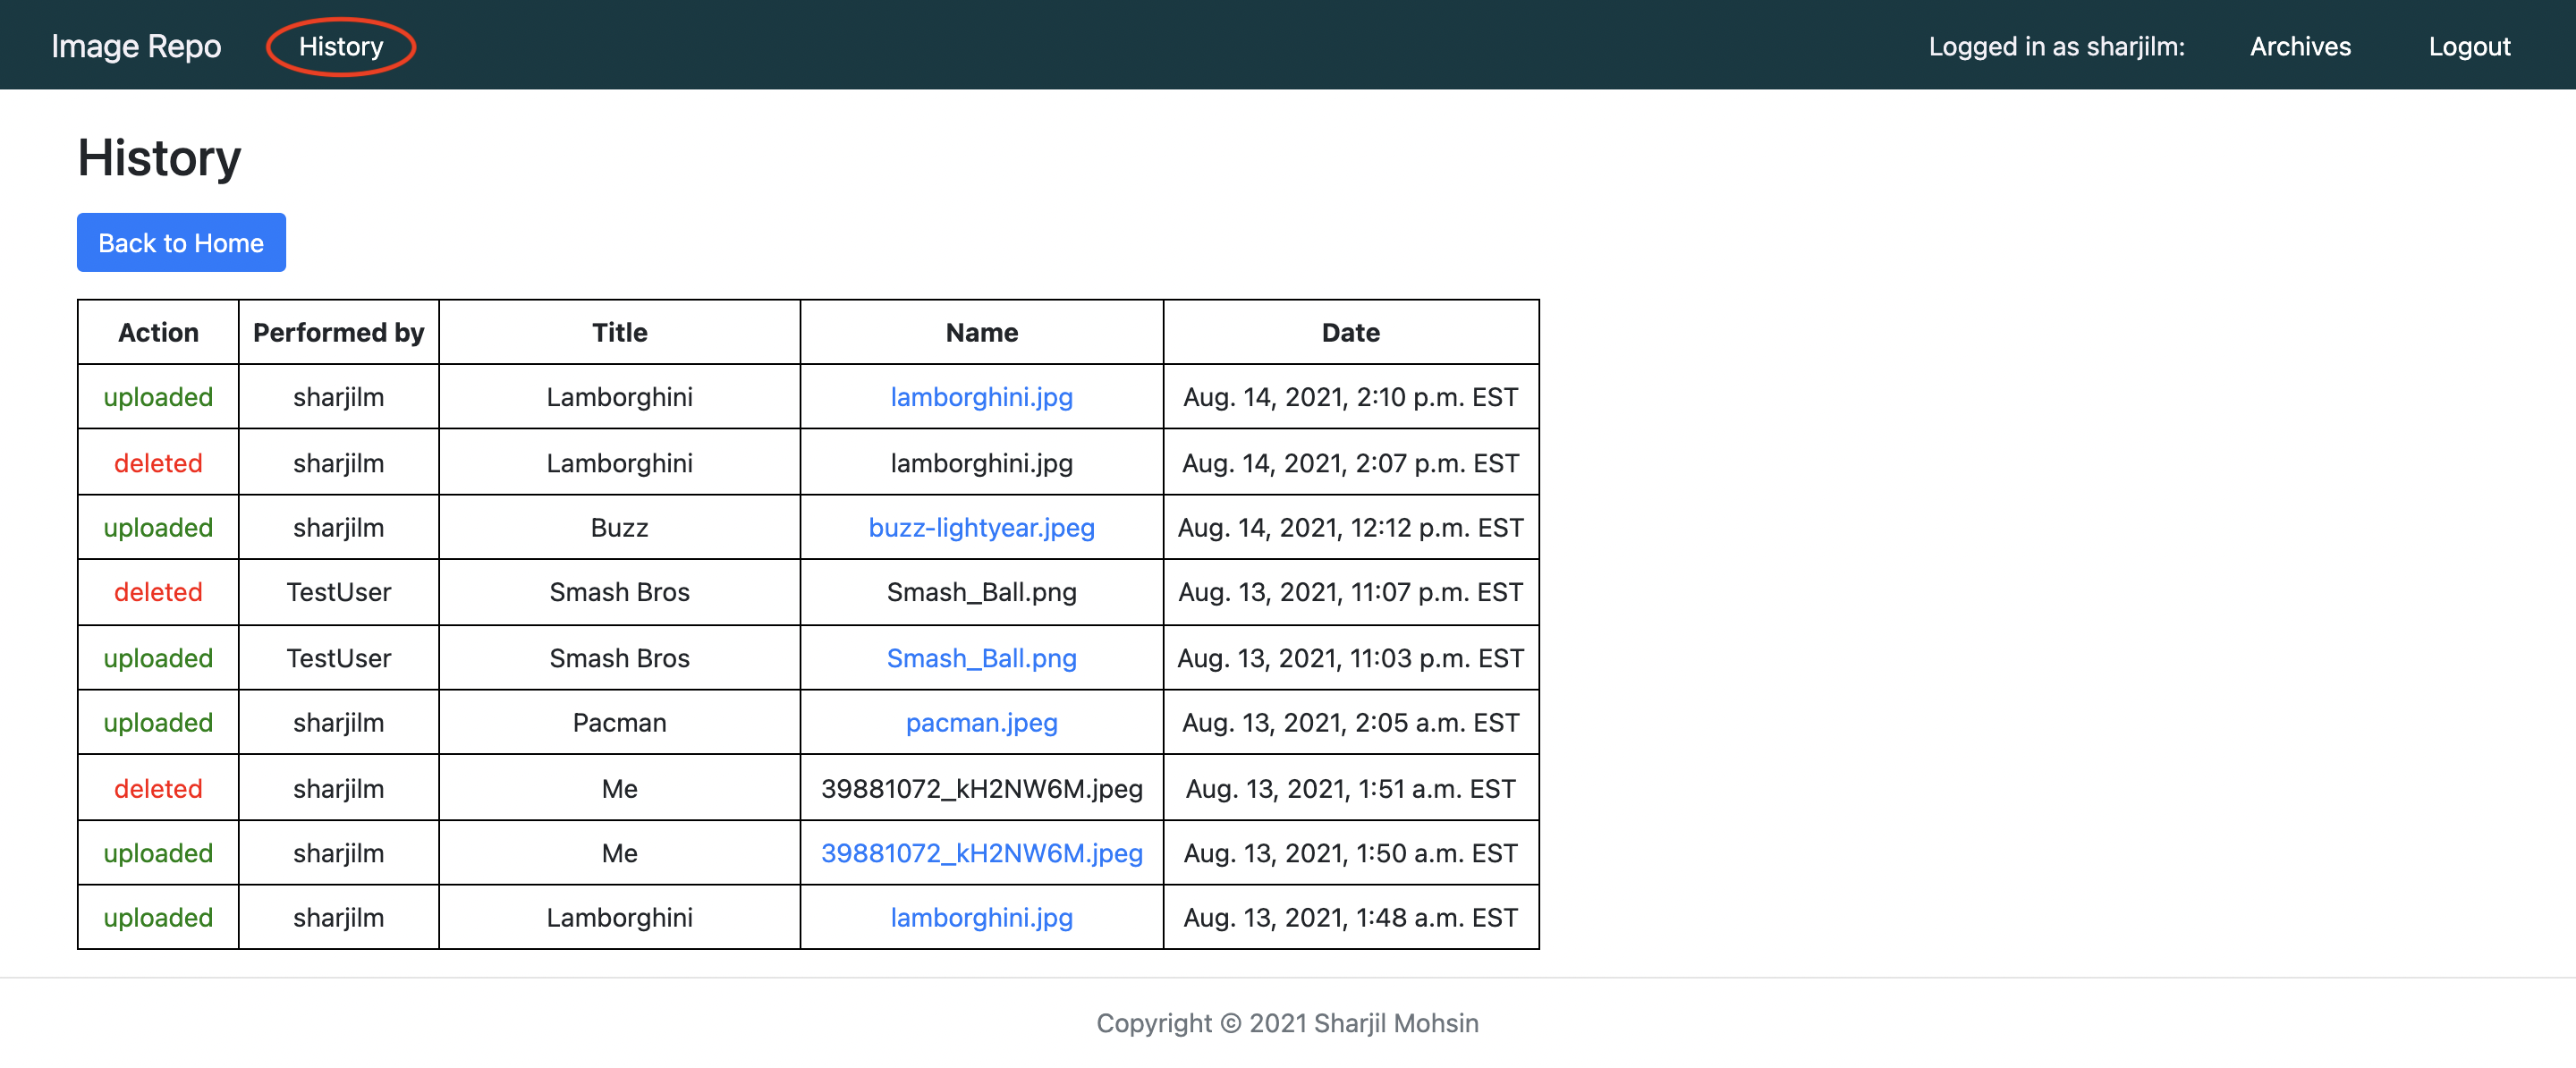 Image Repo History Logged in as sharjilm: Archives Logout
History
Back to Home
Action Performed by Title Name Date
uploaded sharjilm Lamborghini lamborghini.jpg Aug. 14, 2021, 2:10 p.m. EST
deleted sharjilm Lamborghini lamborghini.jpg Aug. 14, 2021, 2:07 p.m. EST
uploaded sharjilm Buzz buzz-lightyear.jpeg Aug. 14, 2021, 12:12 p.m. EST
deleted TestUser Smash Bros Smash_Ball.png Aug. 13, 2021, 11:07 p.m. EST
uploaded TestUser Smash Bros Smash_Ball.png Aug. 13, 2021, 11:03 p.m. EST
uploaded sharjilm Pacman pacman.jpeg Aug. 13, 2021, 2:05 a.m. EST
deleted sharjilm Me 39881072_kH2NW6M.jpeg Aug. 13, 2021, 1:51 a.m. EST
uploaded sharjilm Me 39881072_kH2NW6M.jpeg Aug. 13, 2021, 1:50 a.m. EST
uploaded sharjilm Lamborghini lamborghini.jpg Aug. 13, 2021, 1:48 a.m. EST
Copyright © 2021 Sharjil Mohsin